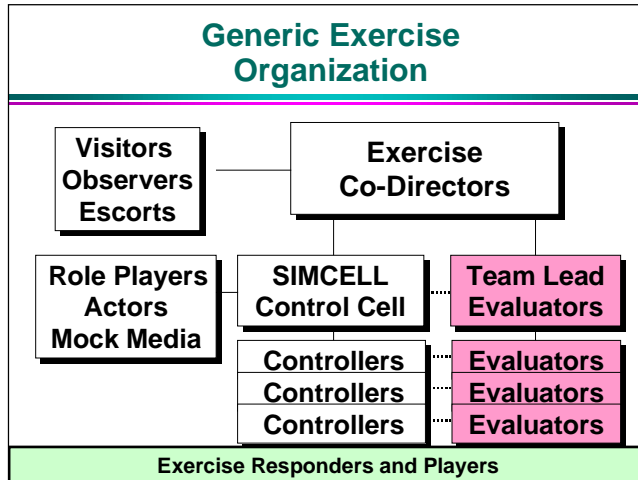 Generic Exercise
Organization
Visitors
Observers
Escorts
Exercise
Co-Directors
Role Players
Actors
Mock Media
SIMCELL
Control Cell
Team Lead
Evaluators
Controllers
Controllers
Controllers
Evaluators
Evaluators
Evaluators
Exercise Responders and Players